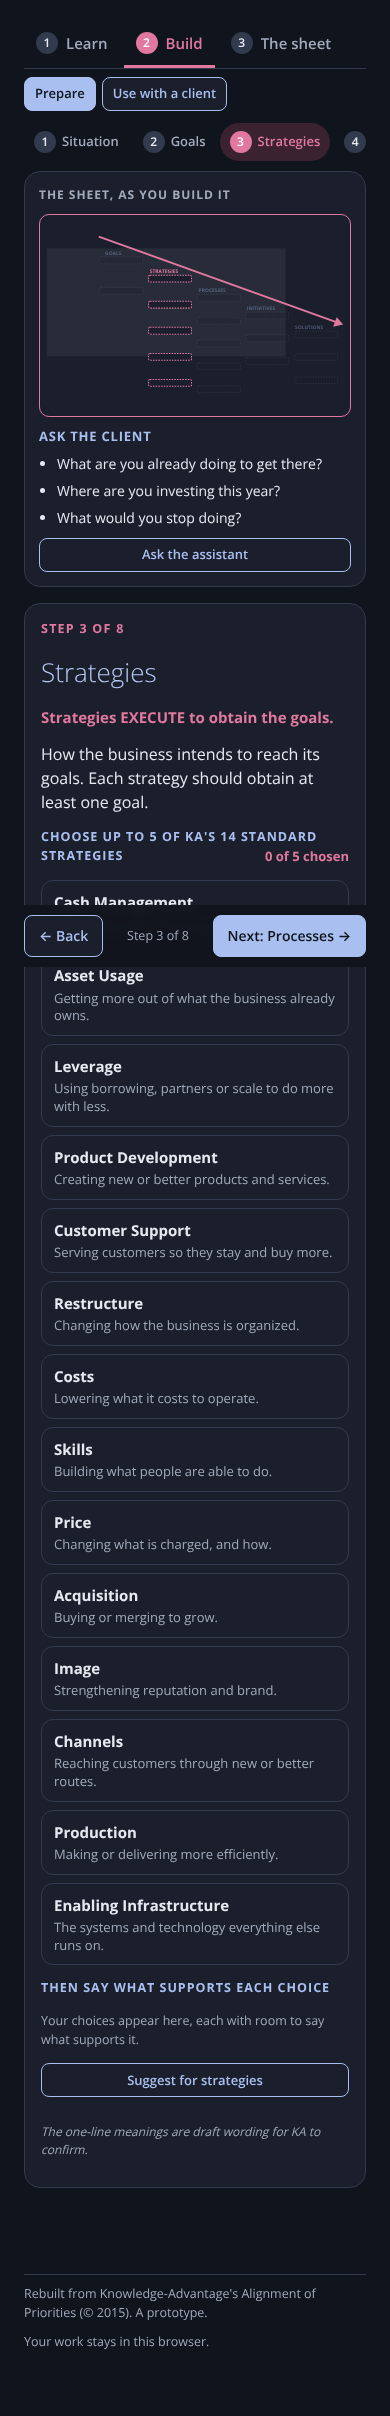 1 Learn 2 Build 3 The sheet
Prepare Use with a client
1 Situation 2 Goals 3 Strategies 4
THE SHEET, AS YOU BUILD IT
GOALS
STRATEGIES
PROCESSES
INITIATIVES
SOLUTIONS
ASK THE CLIENT
• What are you already doing to get there?
• Where are you investing this year?
• What would you stop doing?
Ask the assistant
STEP 3 OF 8
Strategies
Strategies EXECUTE to obtain the goals.
How the business intends to reach its
goals. Each strategy should obtain at
least one goal.
CHOOSE UP TO 5 OF KA'S 14 STANDARD
STRATEGIES 0 of 5 chosen
Cash Management
← Back Step 3 of 8 Next: Processes →
Asset Usage
Getting more out of what the business already
owns.
Leverage
Using borrowing, partners or scale to do more
with less.
Product Development
Creating new or better products and services.
Customer Support
Serving customers so they stay and buy more.
Restructure
Changing how the business is organized.
Costs
Lowering what it costs to operate.
Skills
Building what people are able to do.
Price
Changing what is charged, and how.
Acquisition
Buying or merging to grow.
Image
Strengthening reputation and brand.
Channels
Reaching customers through new or better
routes.
Production
Making or delivering more efficiently.
Enabling Infrastructure
The systems and technology everything else
runs on.
THEN SAY WHAT SUPPORTS EACH CHOICE
Your choices appear here, each with room to say
what supports it.
Suggest for strategies
The one-line meanings are draft wording for KA to
confirm.
Rebuilt from Knowledge-Advantage's Alignment of
Priorities (© 2015). A prototype.
Your work stays in this browser.